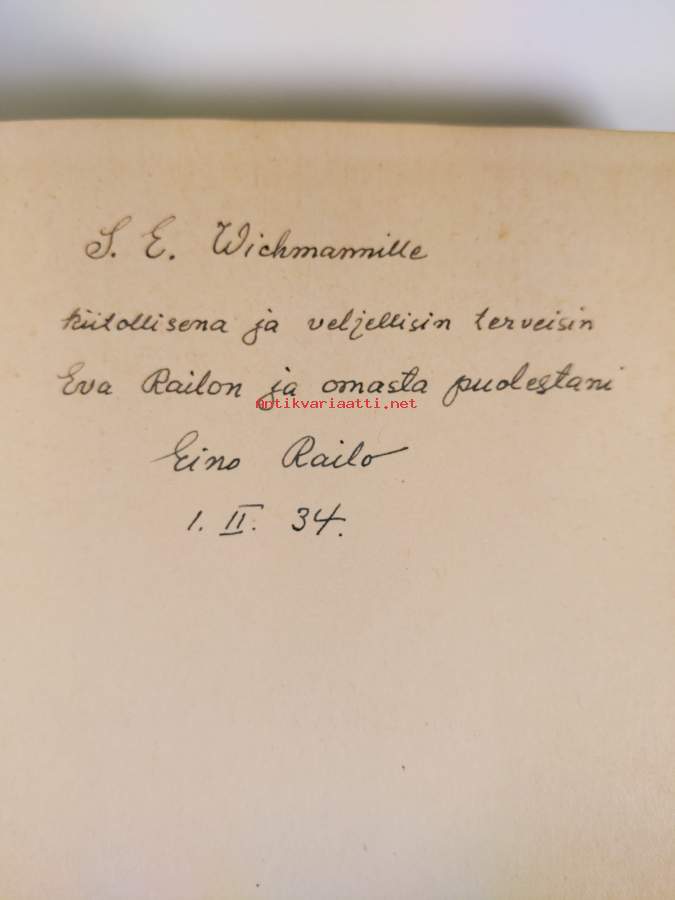 S. E. Wichmannille
kiitollisena ja veljellisin terveisin
Eva Railon ja omasta puolestani
antikvariaatti.net
Eino Railo
1. II. 34.